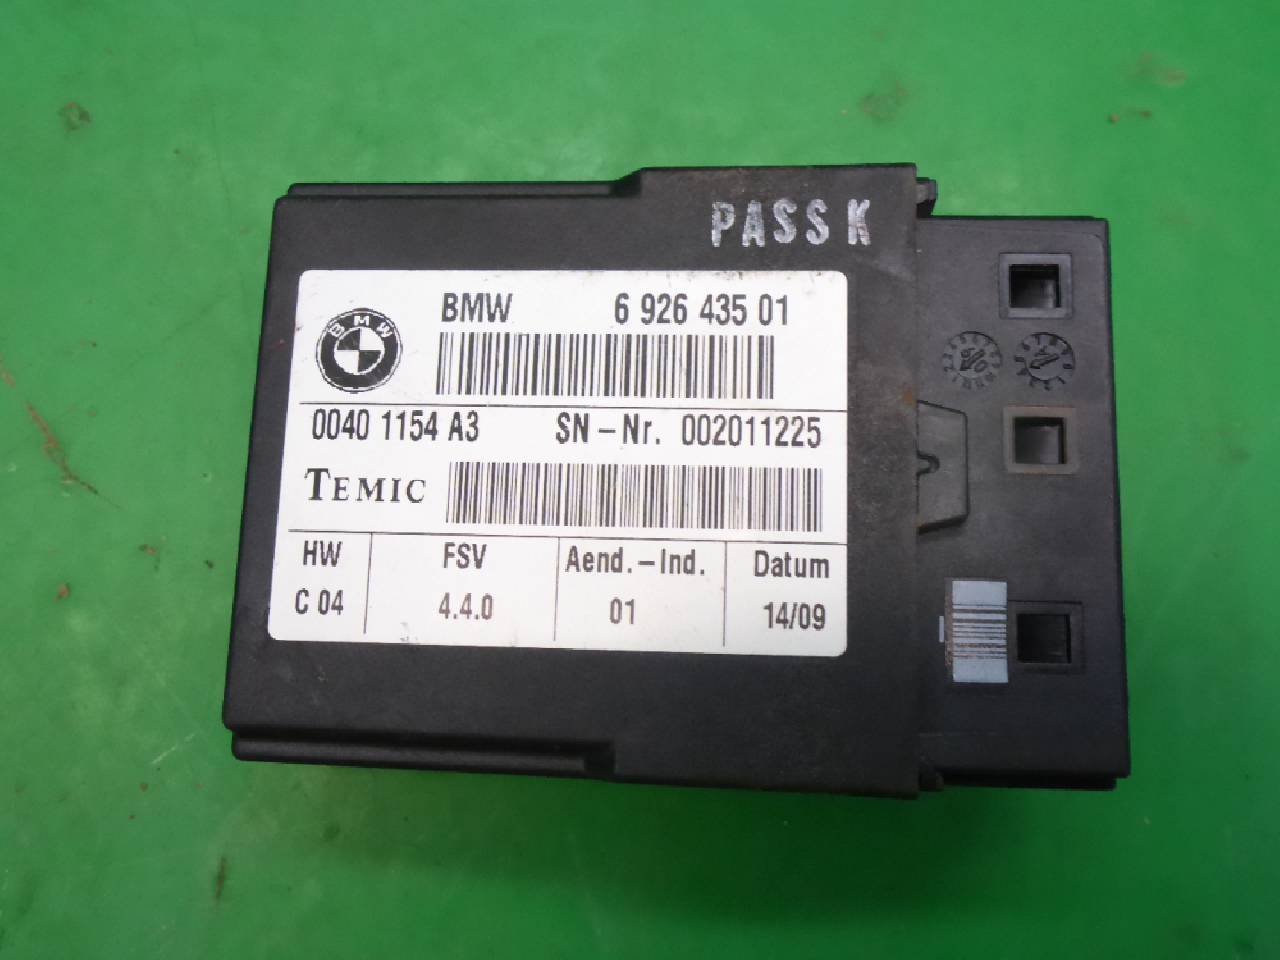 PASS K
BMW
BMW 6 926 435 01
0040 1154 A3 SN-Nr. 002011225
TEMIC
HW FSV Aend.-Ind. Datum
C 04 4.4.0 01 14/09